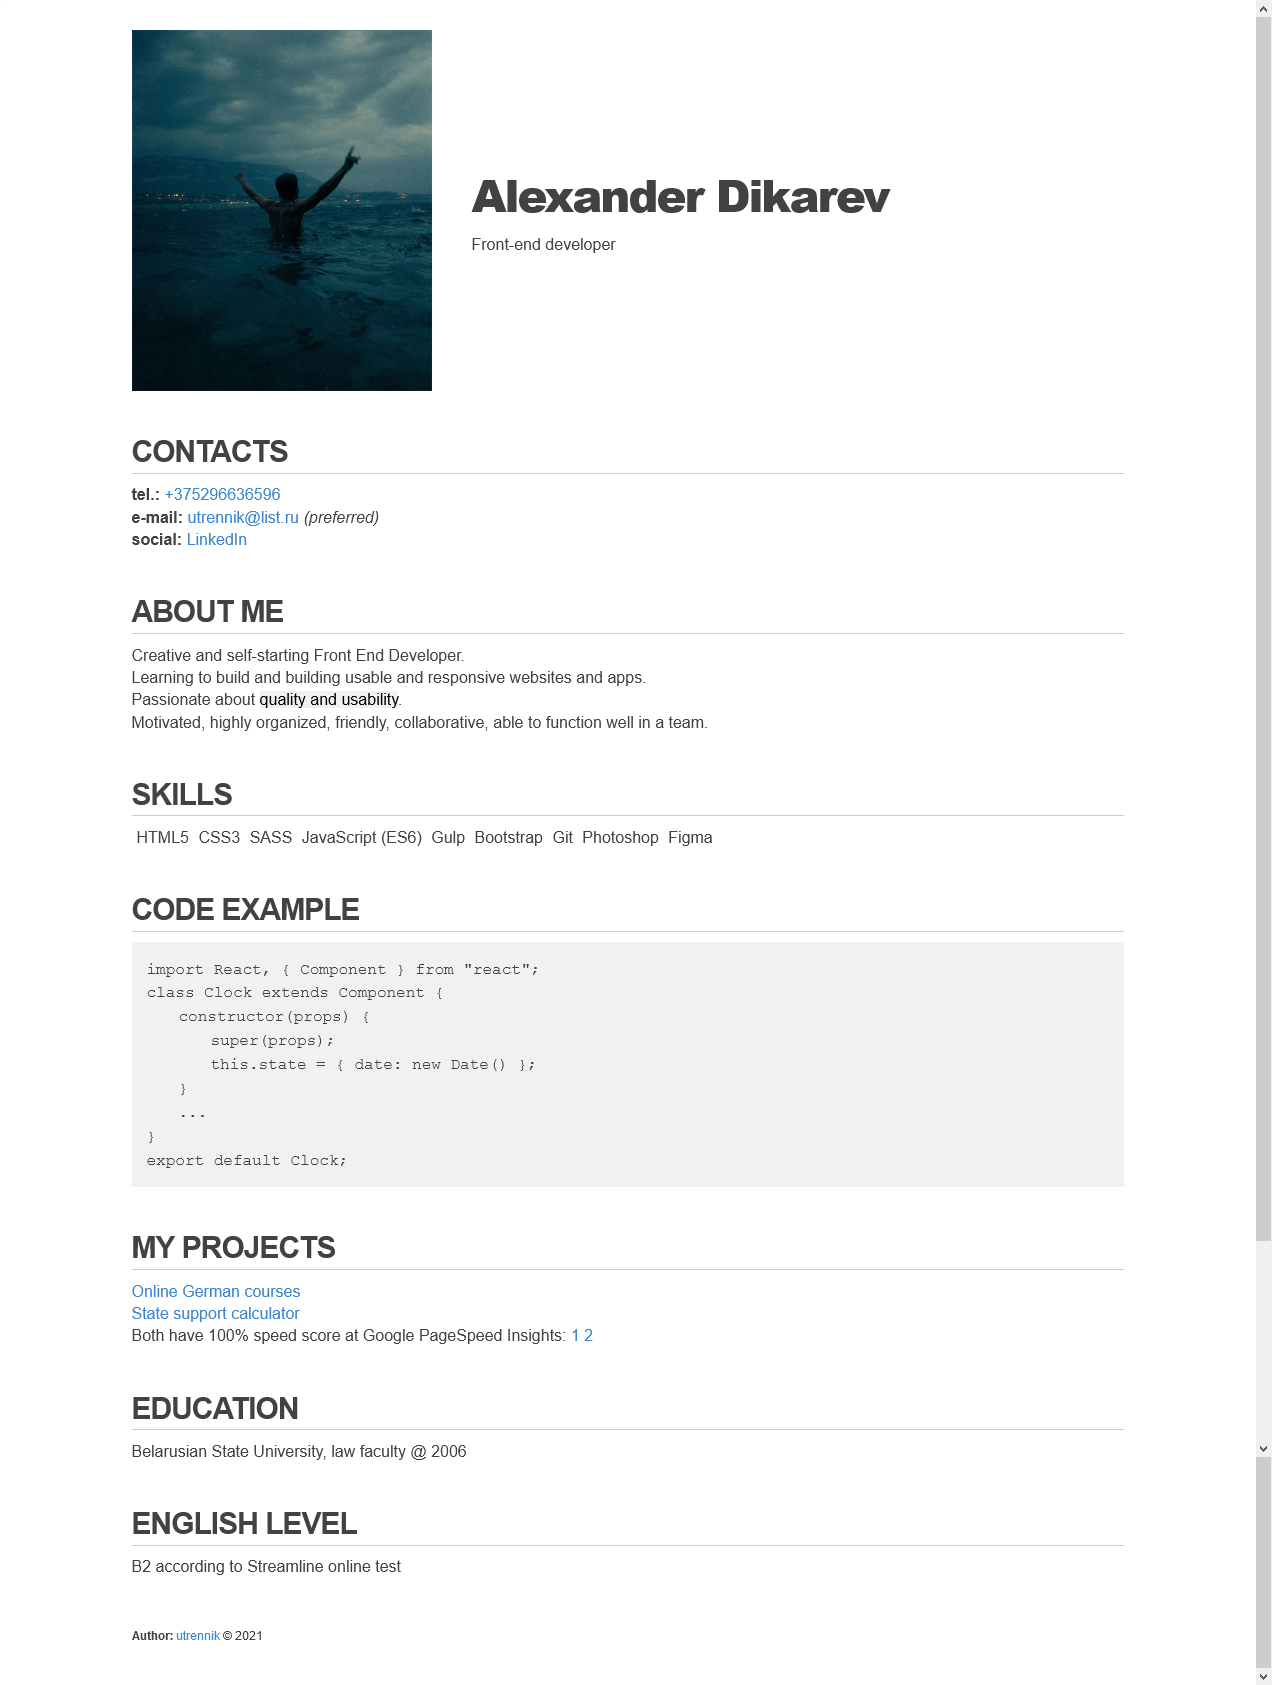 Alexander Dikarev
Front-end developer
CONTACTS
tel.: +375296636596
e-mail: utrennik@list.ru (preferred)
social: LinkedIn
ABOUT ME
Creative and self-starting Front End Developer.
Learning to build and building usable and responsive websites and apps.
Passionate about quality and usability.
Motivated, highly organized, friendly, collaborative, able to function well in a team.
SKILLS
HTML5 CSS3 SASS JavaScript (ES6) Gulp Bootstrap Git Photoshop Figma
CODE EXAMPLE
import React, { Component } from "react";
class Clock extends Component {
constructor(props) {
super(props);
this.state = { date: new Date() };
}
...
}
export default Clock;
MY PROJECTS
Online German courses
State support calculator
Both have 100% speed score at Google PageSpeed Insights: 1 2
EDUCATION
Belarusian State University, law faculty @ 2006
ENGLISH LEVEL
B2 according to Streamline online test
Author: utrennik © 2021